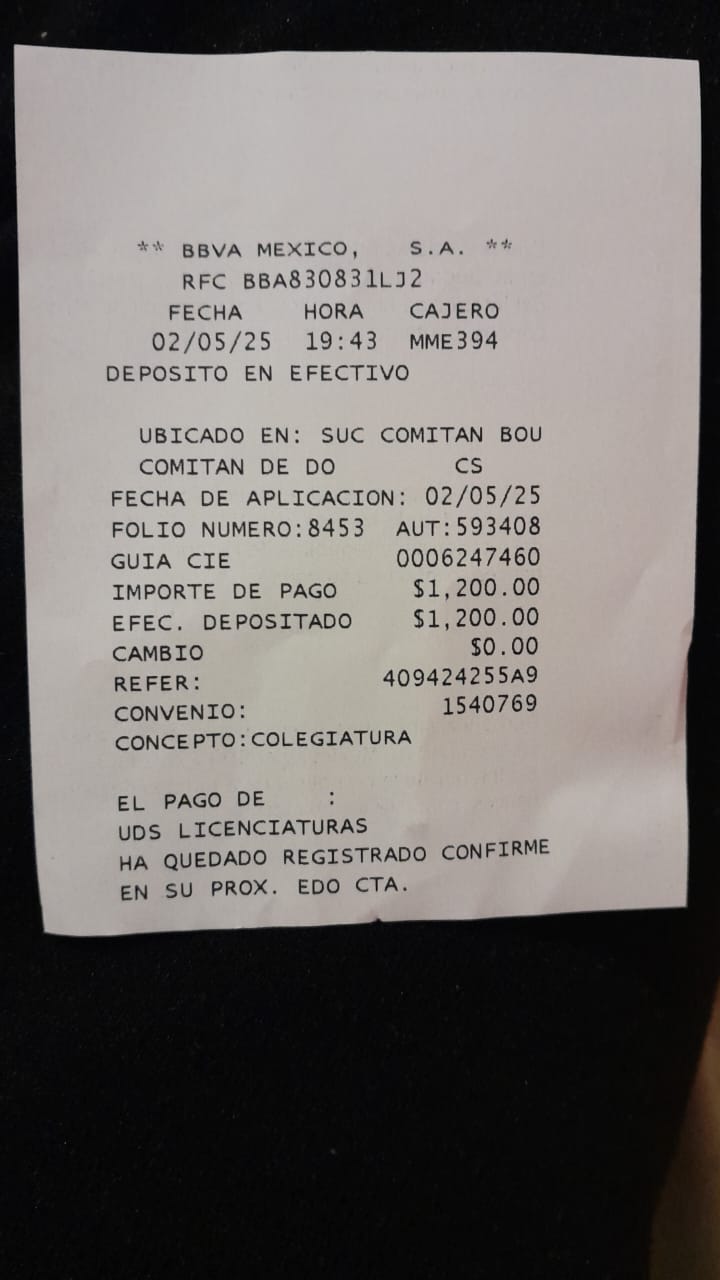 ** BBVA MEXICO, S.A. **
RFC BBA830831LJ2
FECHA HORA CAJERO
02/05/25 19:43 MME394
DEPOSITO EN EFECTIVO
UBICADO EN: SUC COMITAN BOU
COMITAN DE DO CS
FECHA DE APLICACION: 02/05/25
FOLIO NUMERO:8453 AUT:593408
GUIA CIE 0006247460
IMPORTE DE PAGO $1,200.00
EFEC. DEPOSITADO $1,200.00
CAMBIO $0.00
REFER: 409424255A9
CONVENIO: 1540769
CONCEPTO:COLEGIATURA
EL PAGO DE :
UDS LICENCIATURAS
HA QUEDADO REGISTRADO CONFIRME
EN SU PROX. EDO CTA.